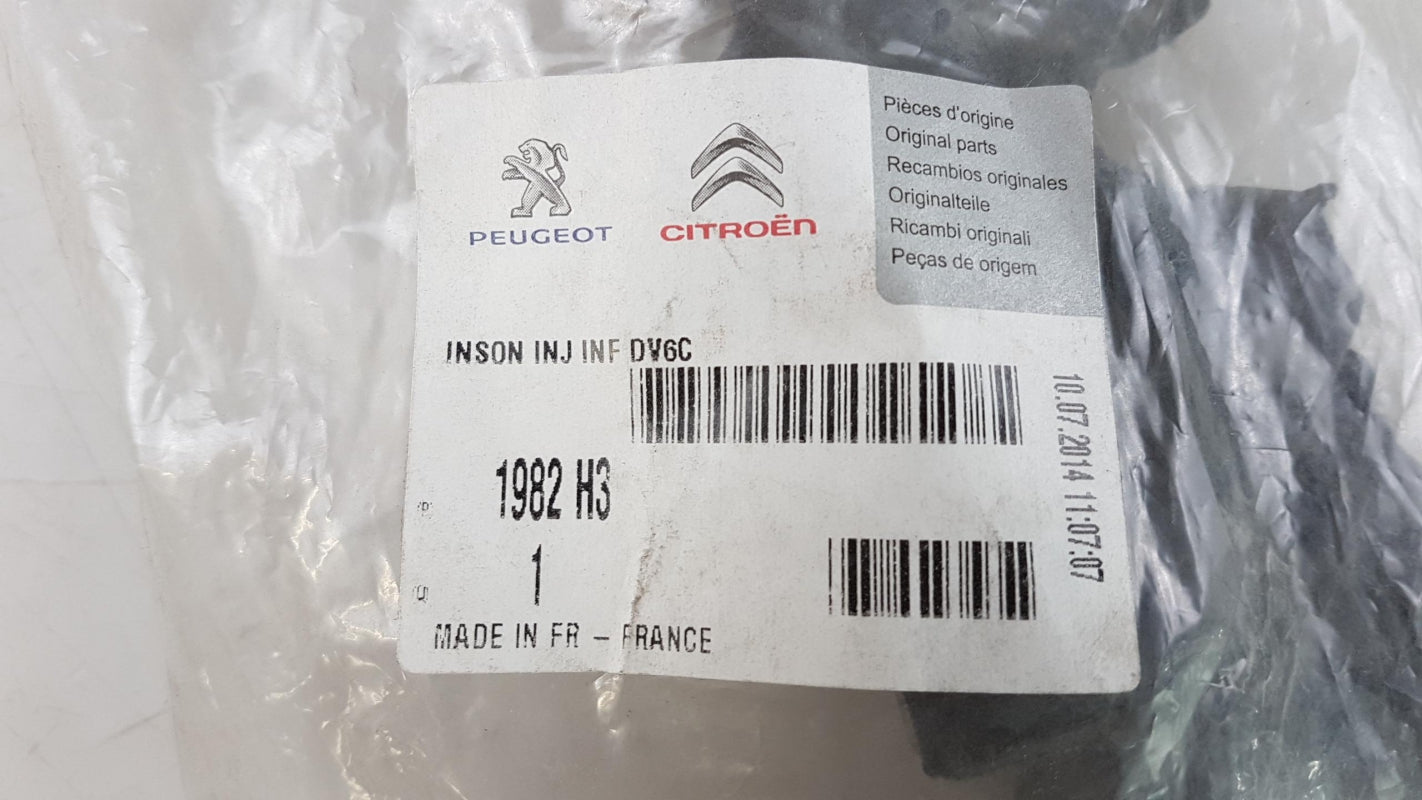 PEUGEOT
CITROËN
Pièces d'origine
Original parts
Recambios originales
Originalteile
Ricambi originali
Peças de origem
INSON INJ INF DV6C
1982 H3
1
MADE IN FR – FRANCE
10.07.2014 11:07:07